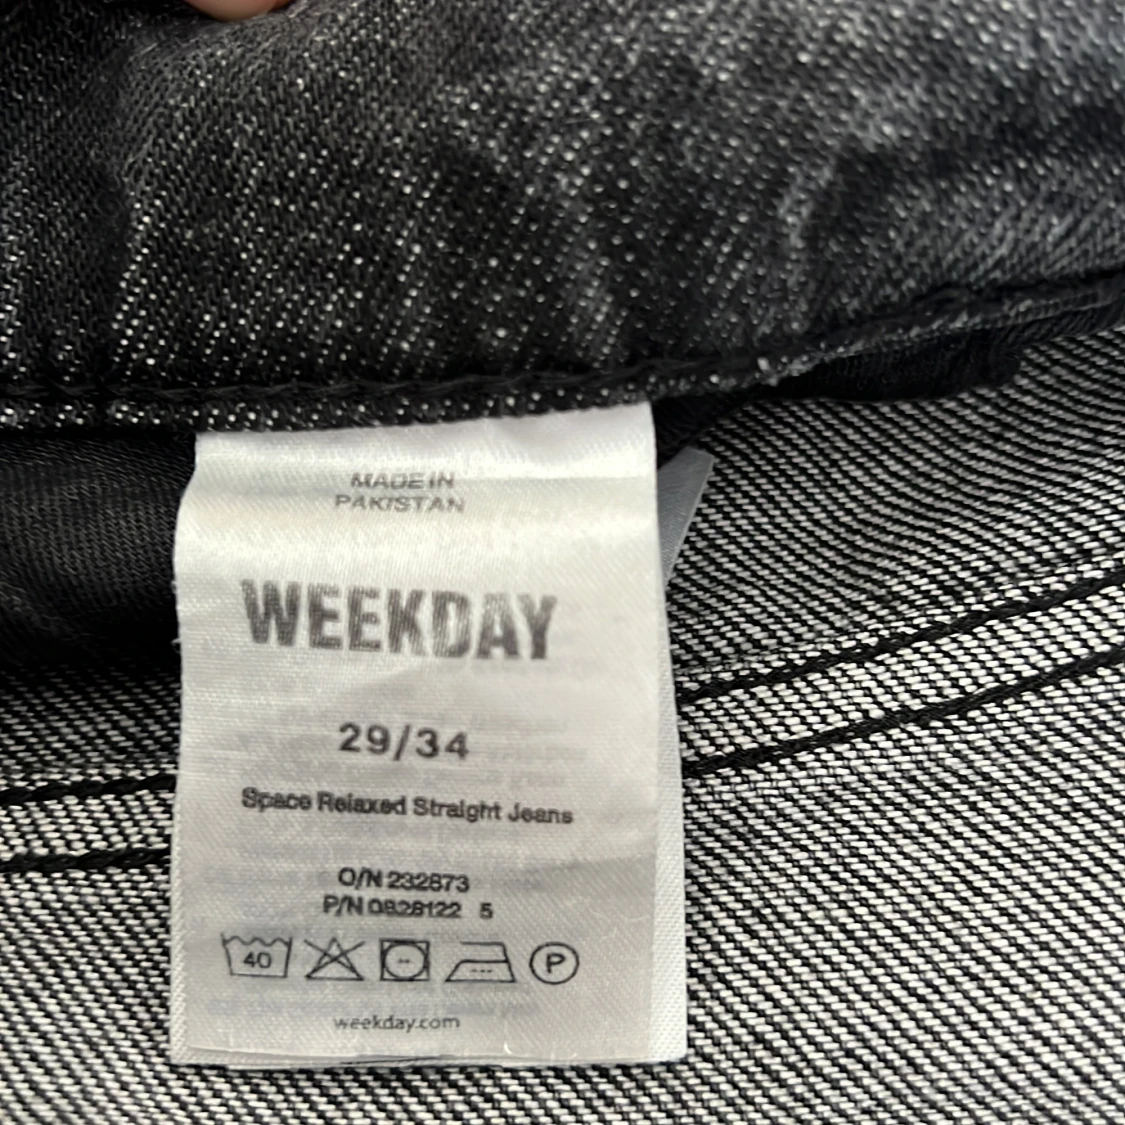 MADE IN
PAKISTAN
WEEKDAY
29/34
Space Relaxed Straight Jeans
O/N 232873
P/N 0828122 5
40 P
weekday.com